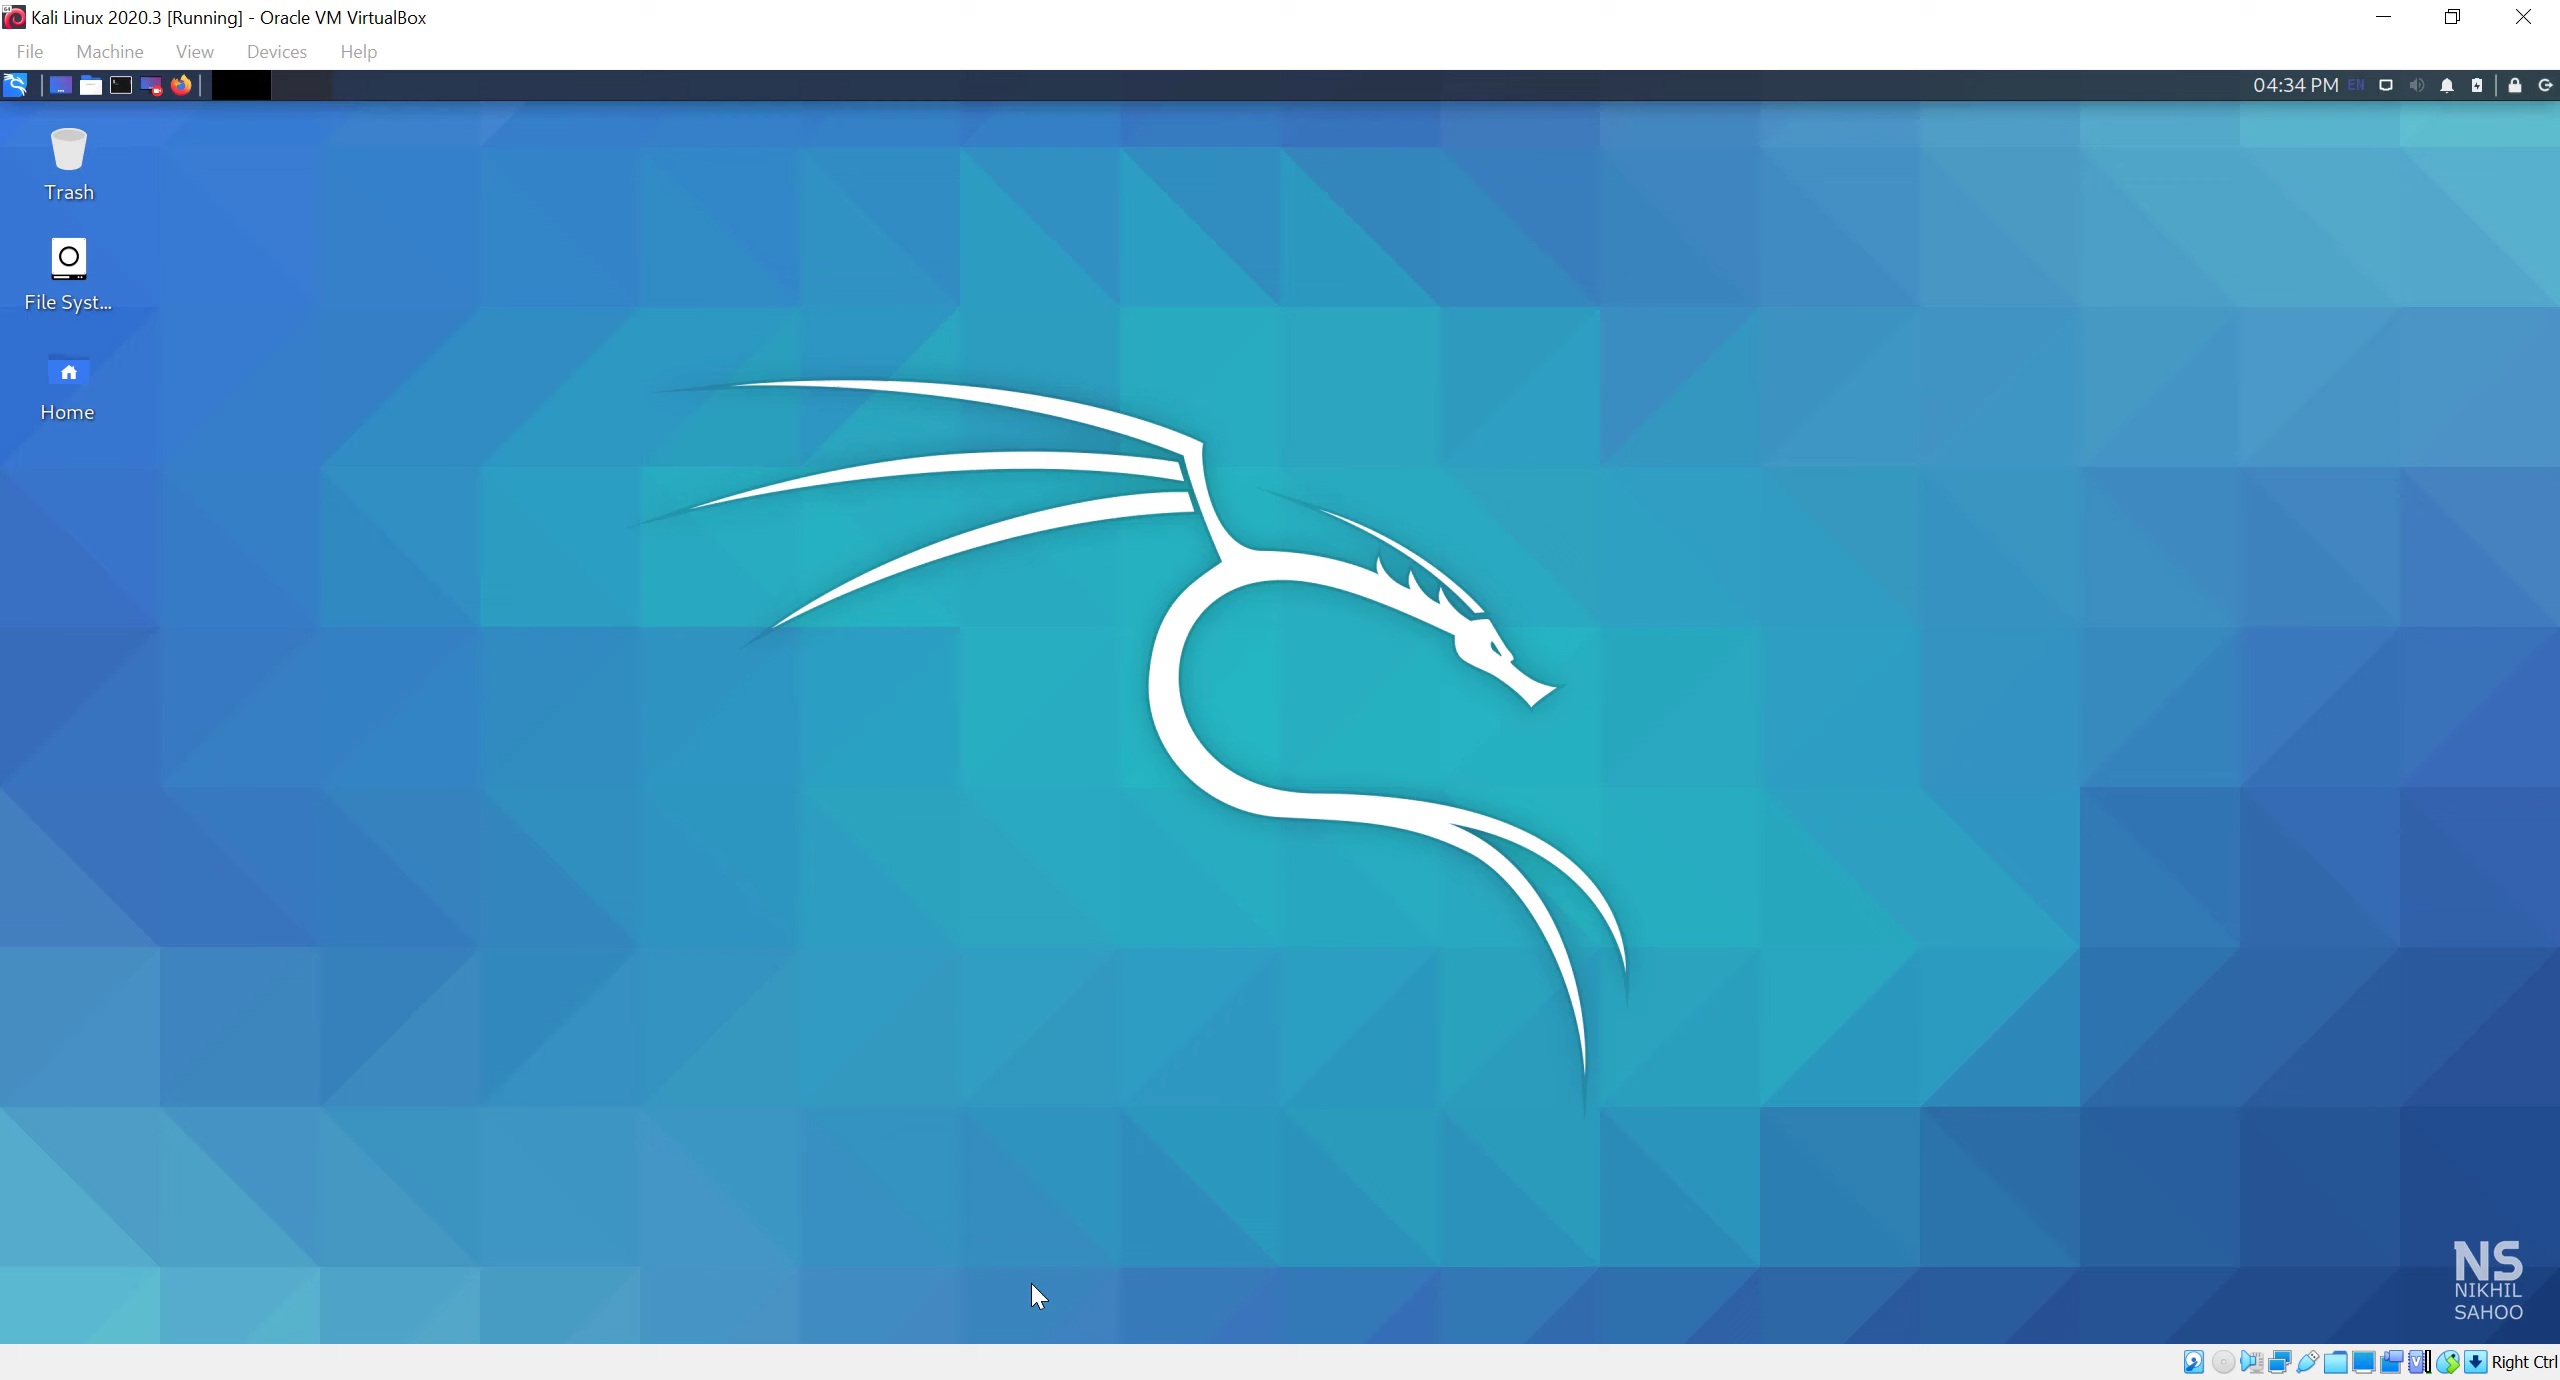 Kali Linux 2020.3 [Running] - Oracle VM VirtualBox
File Machine View Devices Help
04:34 PM EN
Trash
File Syst...
Home
NS
NIKHIL
SAHOO
Right Ctrl